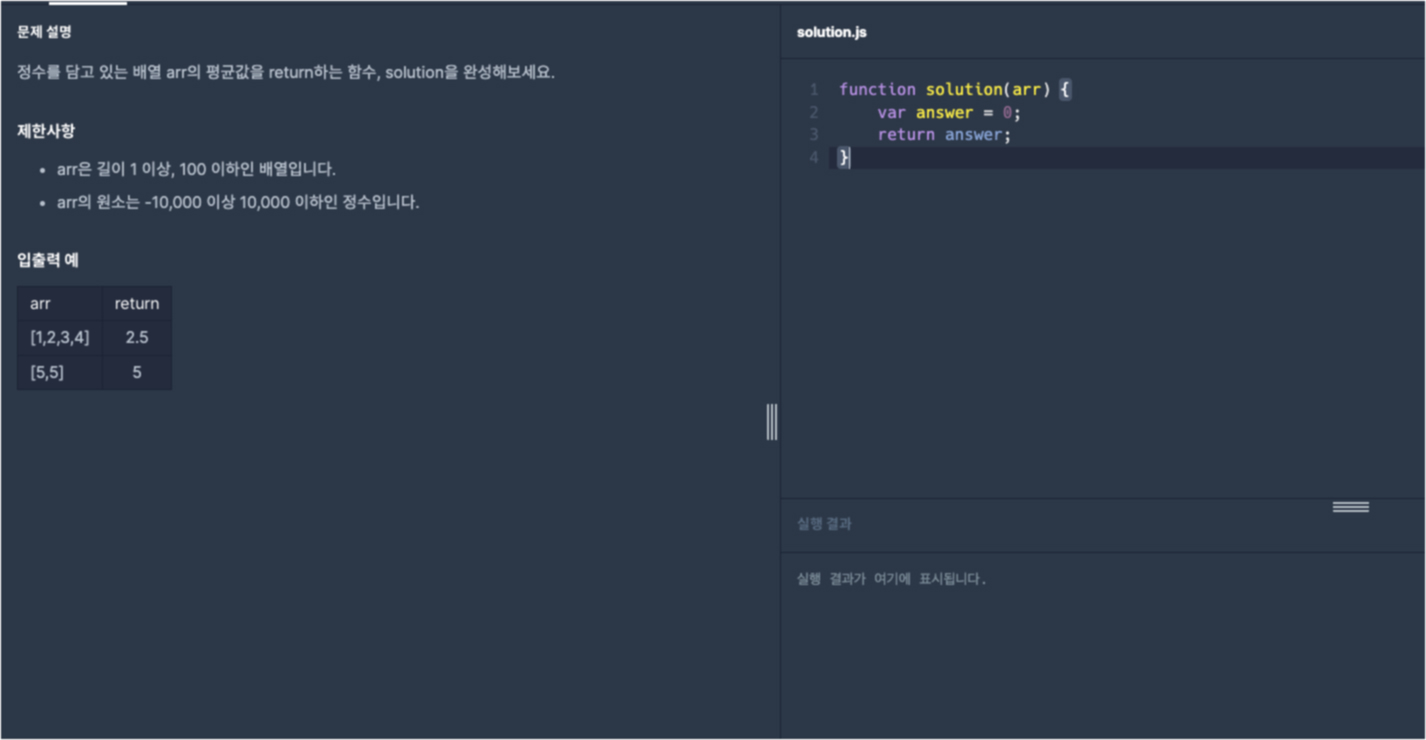 문제 설명
정수를 담고 있는 배열 arr의 평균값을 return하는 함수, solution을 완성해보세요.
제한사항
• arr은 길이 1 이상, 100 이하인 배열입니다.
• arr의 원소는 -10,000 이상 10,000 이하인 정수입니다.
입출력 예
arr return
[1,2,3,4] 2.5
[5,5] 5
solution.js
1 function solution(arr) {
2     var answer = 0;
3     return answer;
4 }
실행 결과
실행 결과가 여기에 표시됩니다.